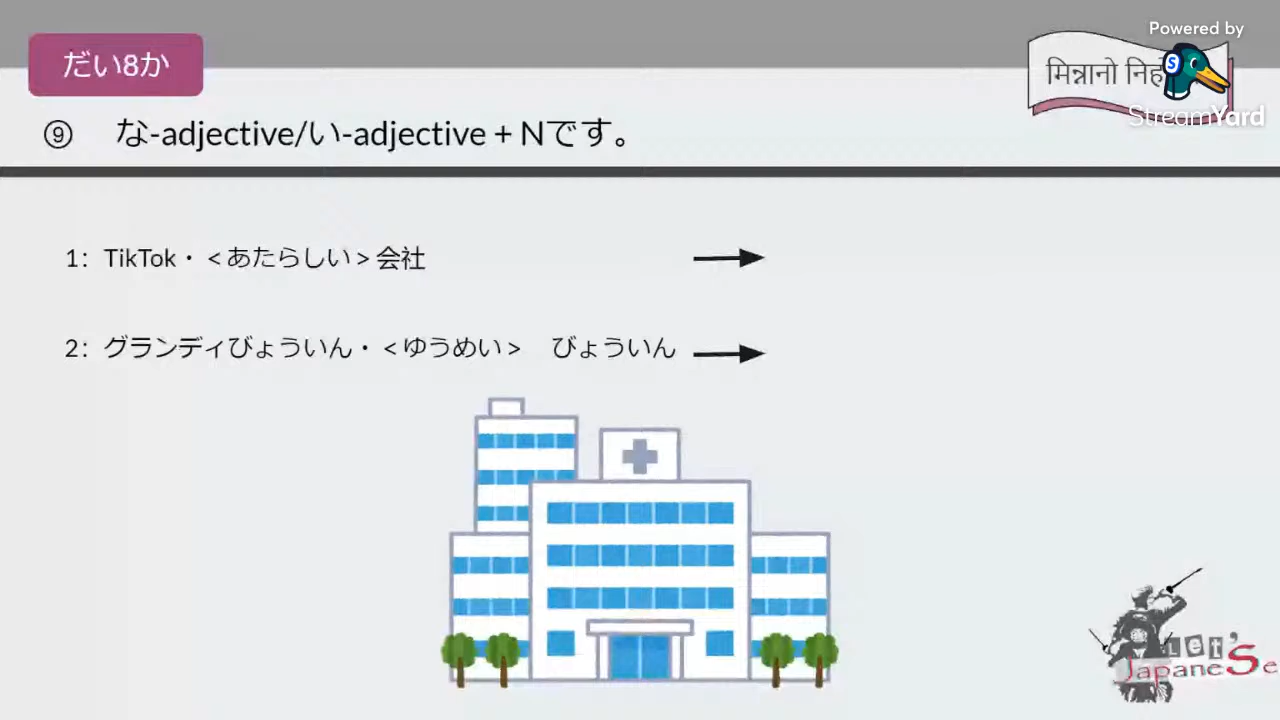 Powered by
だい8か
मिन्नानो
StreamYard
⑨ な-adjective/い-adjective + Nです。
1: TikTok・<あたらしい>会社
2: グランディびょういん・<ゆうめい> びょういん
Let's
JapaneSe